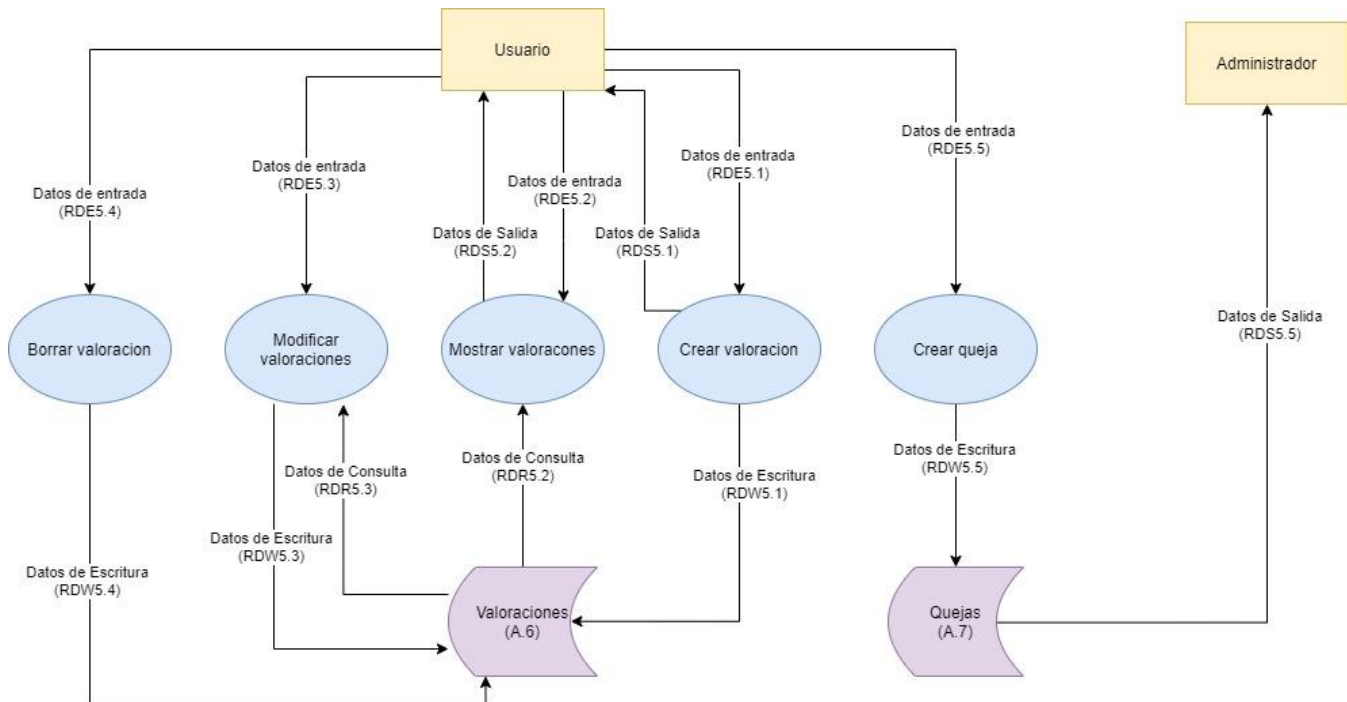 Usuario
Administrador
Datos de entrada
(RDE5.5)
Datos de entrada
(RDE5.1)
Datos de entrada
(RDE5.3)
Datos de entrada
(RDE5.2)
Datos de entrada
(RDE5.4)
Datos de Salida
(RDS5.2)
Datos de Salida
(RDS5.1)
Datos de Salida
(RDS5.5)
Borrar valoracion
Modificar
valoraciones
Mostrar valoracones
Crear valoracion
Crear queja
Datos de Escritura
(RDW5.5)
Datos de Consulta
(RDR5.3)
Datos de Consulta
(RDR5.2)
Datos de Escritura
(RDW5.1)
Datos de Escritura
(RDW5.3)
Datos de Escritura
(RDW5.4)
Valoraciones
(A.6)
Quejas
(A.7)